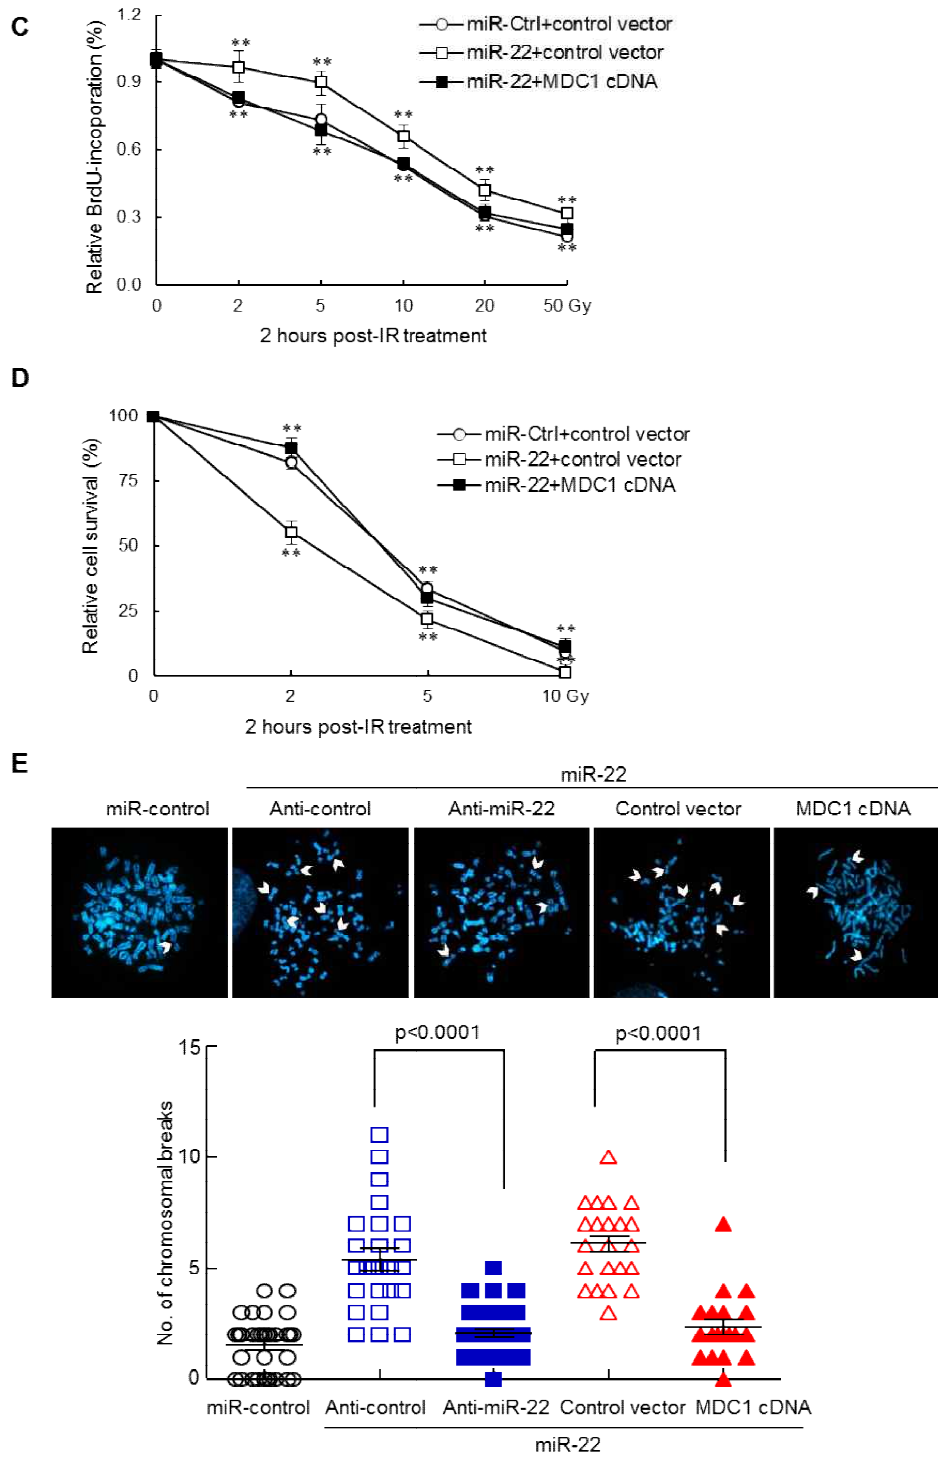 C
1.2
0.9
0.6
0.3
0.0
Relative BrdU-incoporation (%)
miR-Ctrl+control vector
miR-22+control vector
miR-22+MDC1 cDNA
** ** ** ** **
** ** ** ** **
0 2 5 10 20 50 Gy
2 hours post-IR treatment
D
100
75
50
25
0
Relative cell survival (%)
miR-Ctrl+control vector
miR-22+control vector
miR-22+MDC1 cDNA
** ** **
** ** **
0 2 5 10 Gy
2 hours post-IR treatment
E
miR-22
miR-control Anti-control Anti-miR-22 Control vector MDC1 cDNA
p<0.0001 p<0.0001
15
10
5
0
No. of chromosomal breaks
miR-control Anti-control Anti-miR-22 Control vector MDC1 cDNA
miR-22